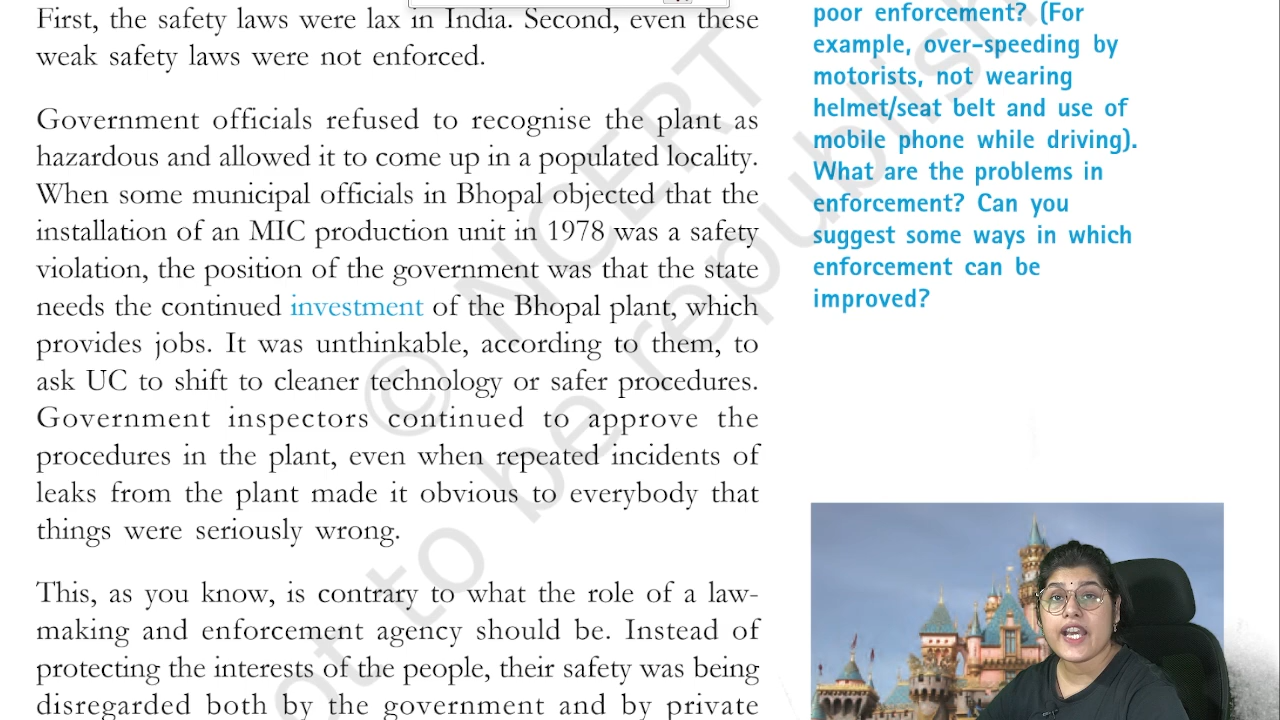 First, the safety laws were lax in India. Second, even these
weak safety laws were not enforced.
Government officials refused to recognise the plant as
hazardous and allowed it to come up in a populated locality.
When some municipal officials in Bhopal objected that the
installation of an MIC production unit in 1978 was a safety
violation, the position of the government was that the state
needs the continued investment of the Bhopal plant, which
provides jobs. It was unthinkable, according to them, to
ask UC to shift to cleaner technology or safer procedures.
Government inspectors continued to approve the
procedures in the plant, even when repeated incidents of
leaks from the plant made it obvious to everybody that
things were seriously wrong.
This, as you know, is contrary to what the role of a law-
making and enforcement agency should be. Instead of
protecting the interests of the people, their safety was being
disregarded both by the government and by private
poor enforcement? (For
example, over-speeding by
motorists, not wearing
helmet/seat belt and use of
mobile phone while driving).
What are the problems in
enforcement? Can you
suggest some ways in which
enforcement can be
improved?
© NCERT
not to be republish